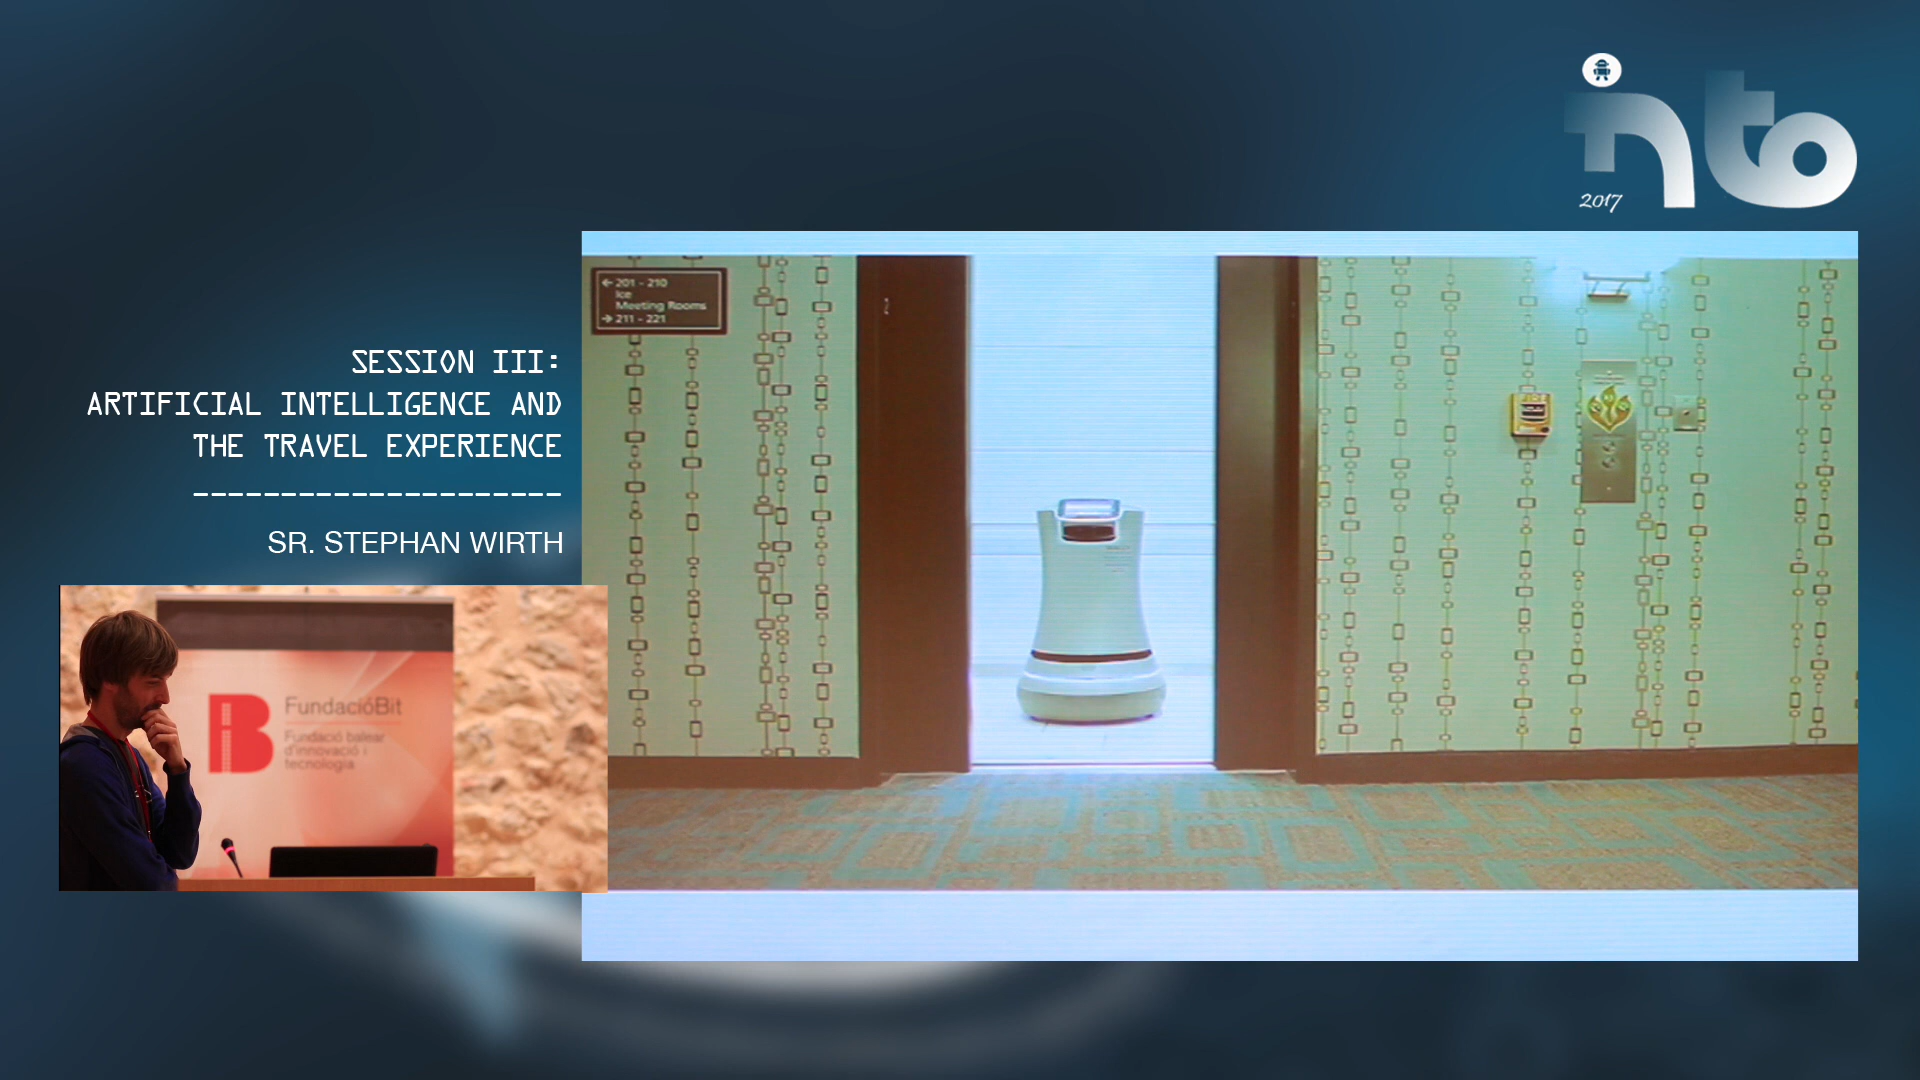 into
2017
SESSION III:
ARTIFICIAL INTELLIGENCE AND
THE TRAVEL EXPERIENCE
---------------------
SR. STEPHAN WIRTH
← 201 - 210
Ice
Meeting Rooms
→ 211 - 221
FundacióBit
Fundació balear
d'innovació i
tecnologia